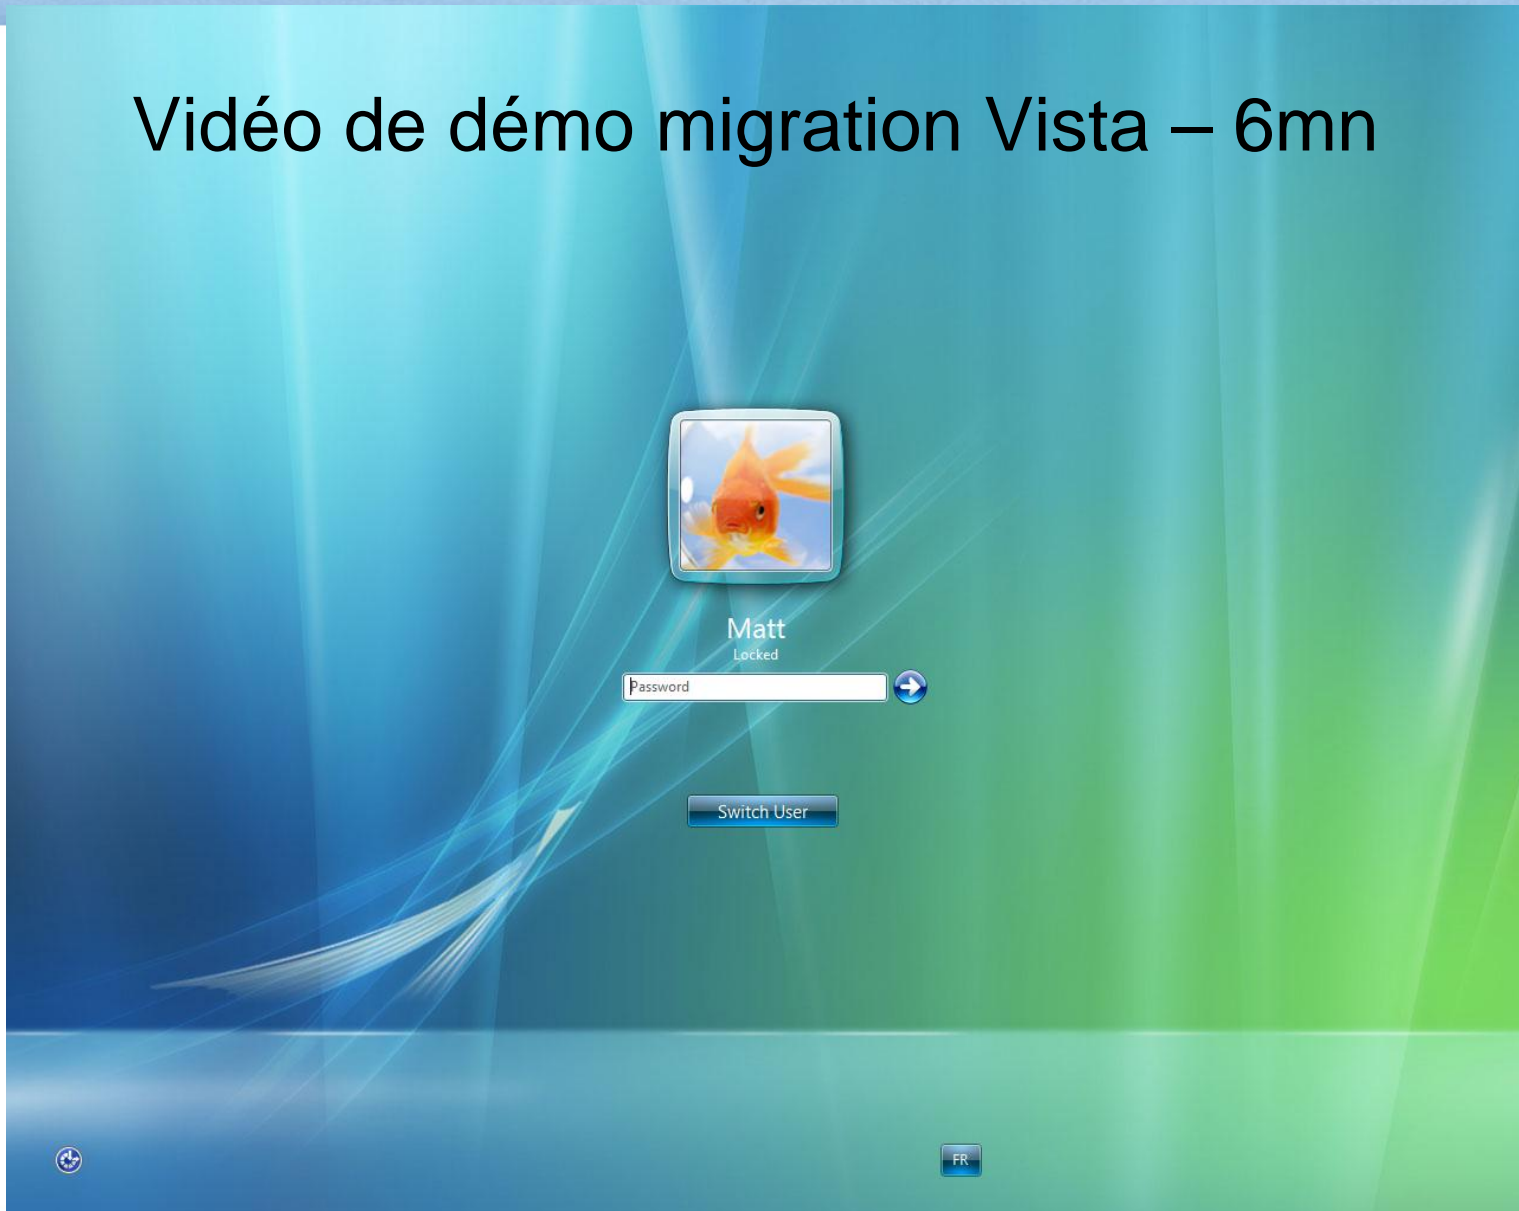 Vidéo de démo migration Vista – 6mn
Matt
Locked
Password
Switch User
FR